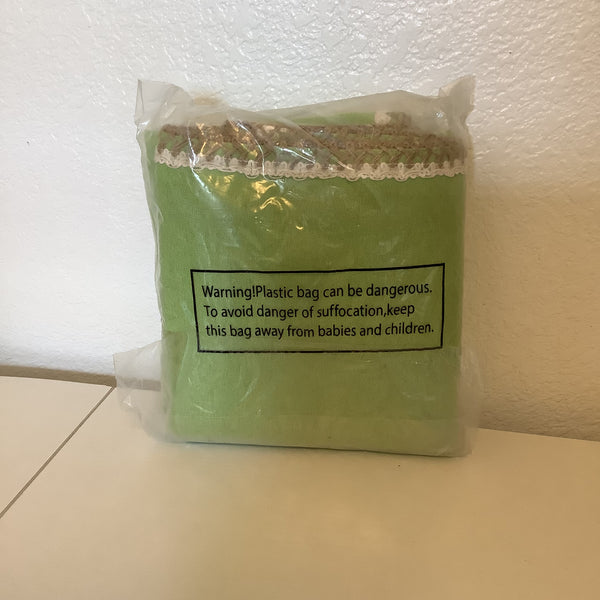 Warning!Plastic bag can be dangerous.
To avoid danger of suffocation,keep
this bag away from babies and children.